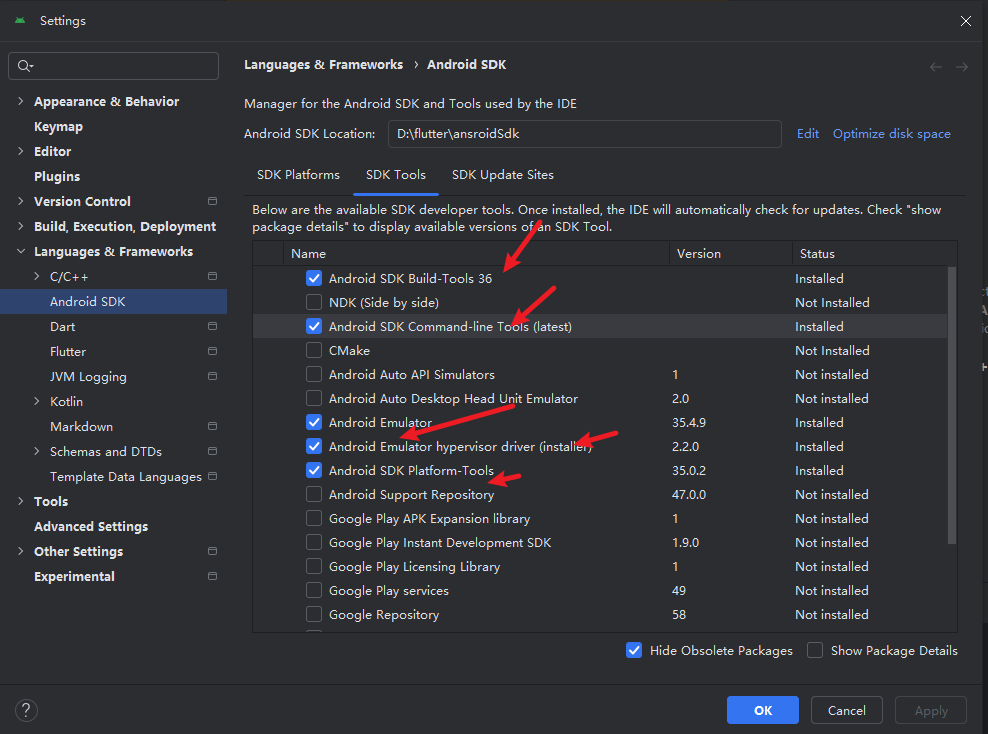 Settings
Languages & Frameworks › Android SDK
Manager for the Android SDK and Tools used by the IDE
Android SDK Location: D:\flutter\ansroidSdk Edit Optimize disk space
Appearance & Behavior
Keymap
Editor
Plugins
Version Control
Build, Execution, Deployment
Languages & Frameworks
C/C++
Android SDK
Dart
Flutter
JVM Logging
Kotlin
Markdown
Schemas and DTDs
Template Data Languages
Tools
Advanced Settings
Other Settings
Experimental
SDK Platforms SDK Tools SDK Update Sites
Below are the available SDK developer tools. Once installed, the IDE will automatically check for updates. Check "show
package details" to display available versions of an SDK Tool.
Name Version Status
Android SDK Build-Tools 36 Installed
NDK (Side by side) Not Installed
Android SDK Command-line Tools (latest) Installed
CMake Not Installed
Android Auto API Simulators 1 Not installed
Android Auto Desktop Head Unit Emulator 2.0 Not installed
Android Emulator 35.4.9 Installed
Android Emulator hypervisor driver (installer) 2.2.0 Installed
Android SDK Platform-Tools 35.0.2 Installed
Android Support Repository 47.0.0 Not installed
Google Play APK Expansion library 1 Not installed
Google Play Instant Development SDK 1.9.0 Not installed
Google Play Licensing Library 1 Not installed
Google Play services 49 Not installed
Google Repository 58 Not installed
Hide Obsolete Packages Show Package Details
? OK Cancel Apply